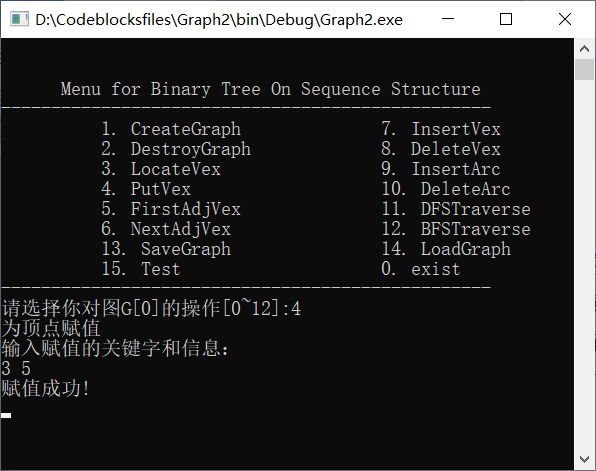 D:\Codeblocksfiles\Graph2\bin\Debug\Graph2.exe
Menu for Binary Tree On Sequence Structure
-------------------------------------------------
1. CreateGraph 7. InsertVex
2. DestroyGraph 8. DeleteVex
3. LocateVex 9. InsertArc
4. PutVex 10. DeleteArc
5. FirstAdjVex 11. DFSTraverse
6. NextAdjVex 12. BFSTraverse
13. SaveGraph 14. LoadGraph
15. Test 0. exist
-------------------------------------------------
请选择你对图G[0]的操作[0~12]:4
为顶点赋值
输入赋值的关键字和信息:
3 5
赋值成功!